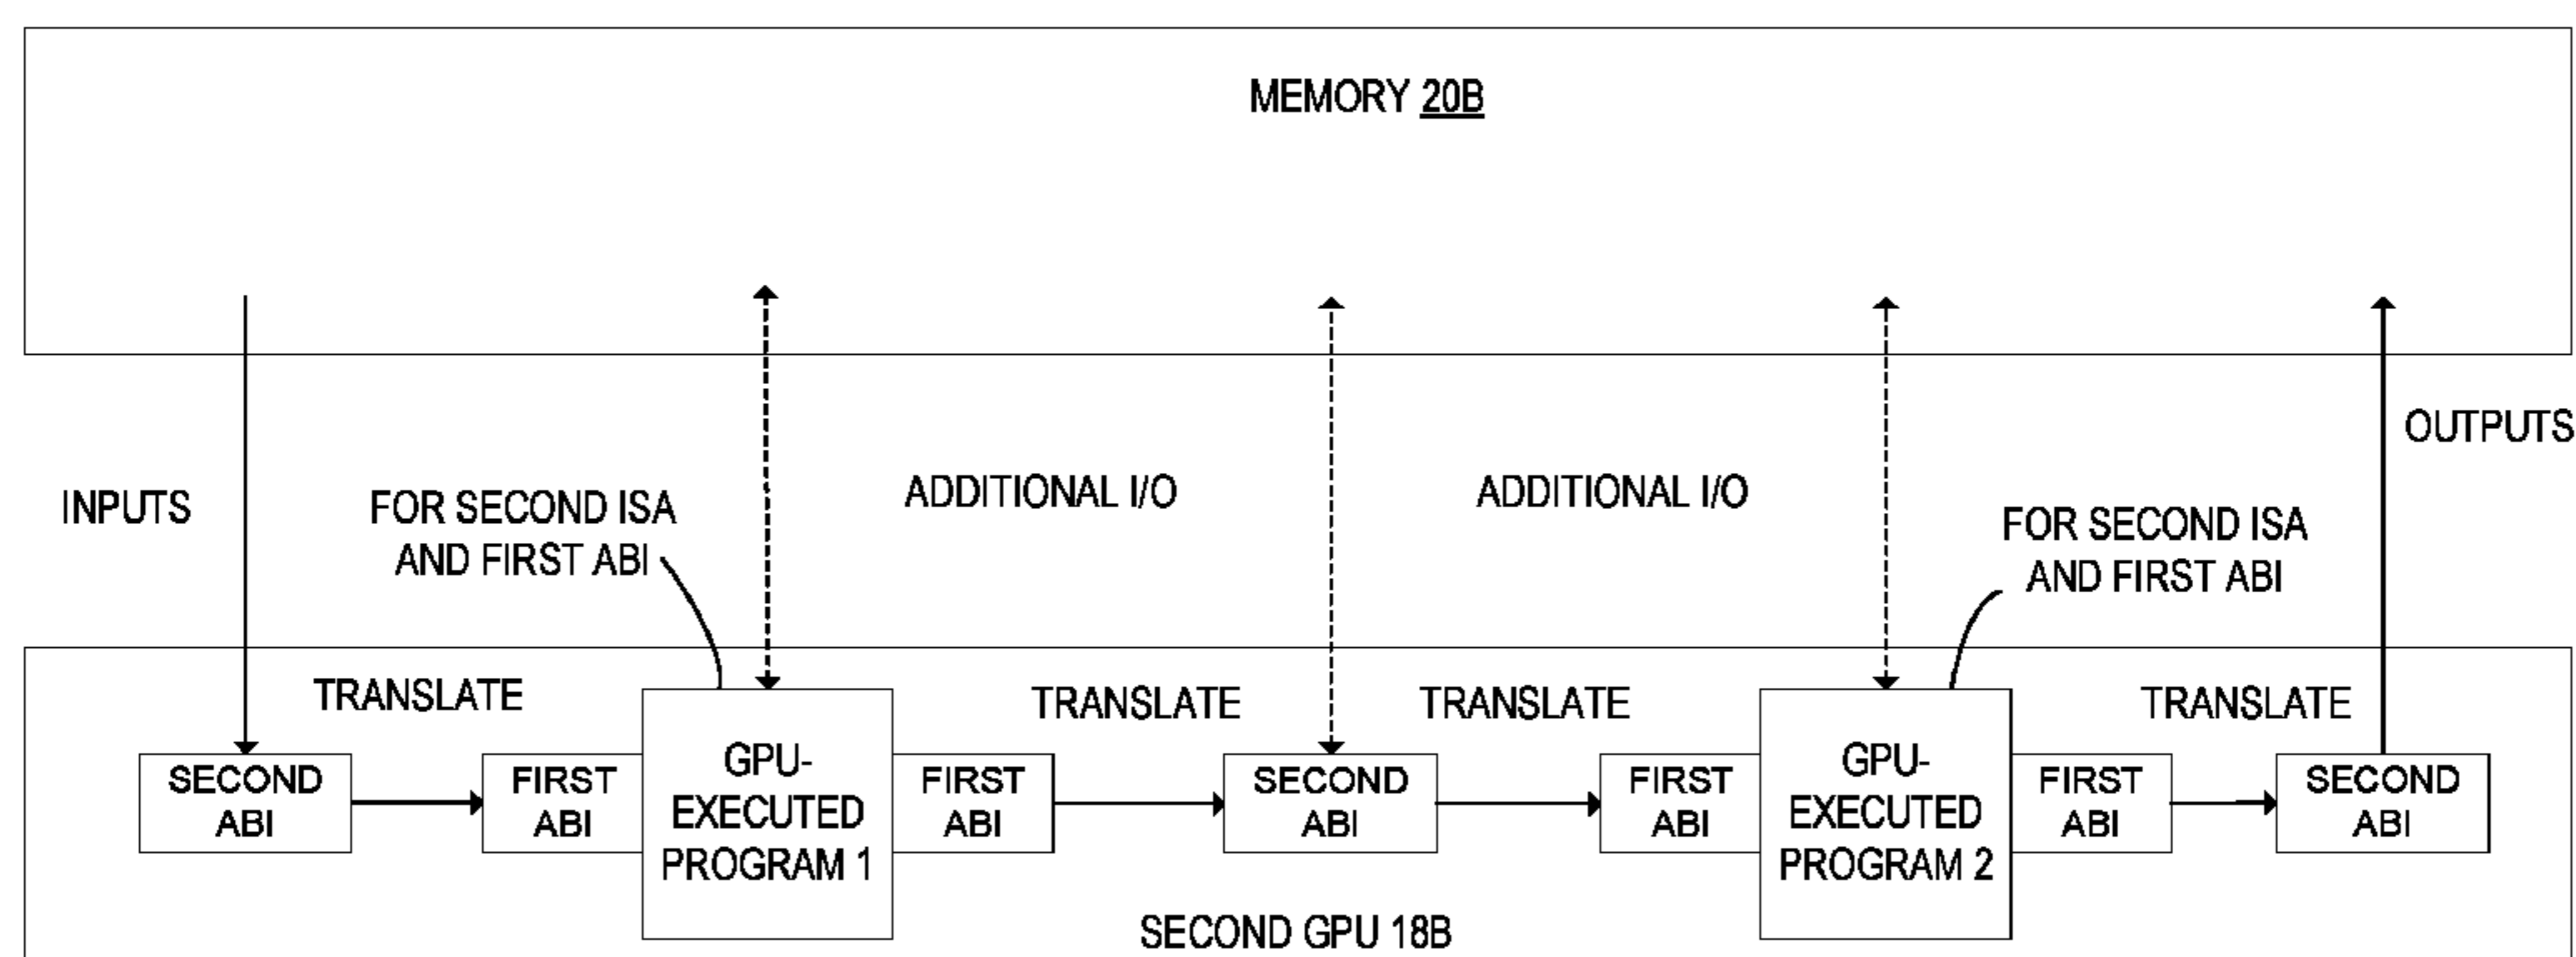 MEMORY 20B
OUTPUTS
INPUTS
FOR SECOND ISA
AND FIRST ABI
ADDITIONAL I/O
ADDITIONAL I/O
FOR SECOND ISA
AND FIRST ABI
TRANSLATE
TRANSLATE
TRANSLATE
TRANSLATE
SECOND
ABI
FIRST
ABI
GPU-
EXECUTED
PROGRAM 1
FIRST
ABI
SECOND
ABI
FIRST
ABI
GPU-
EXECUTED
PROGRAM 2
FIRST
ABI
SECOND
ABI
SECOND GPU 18B